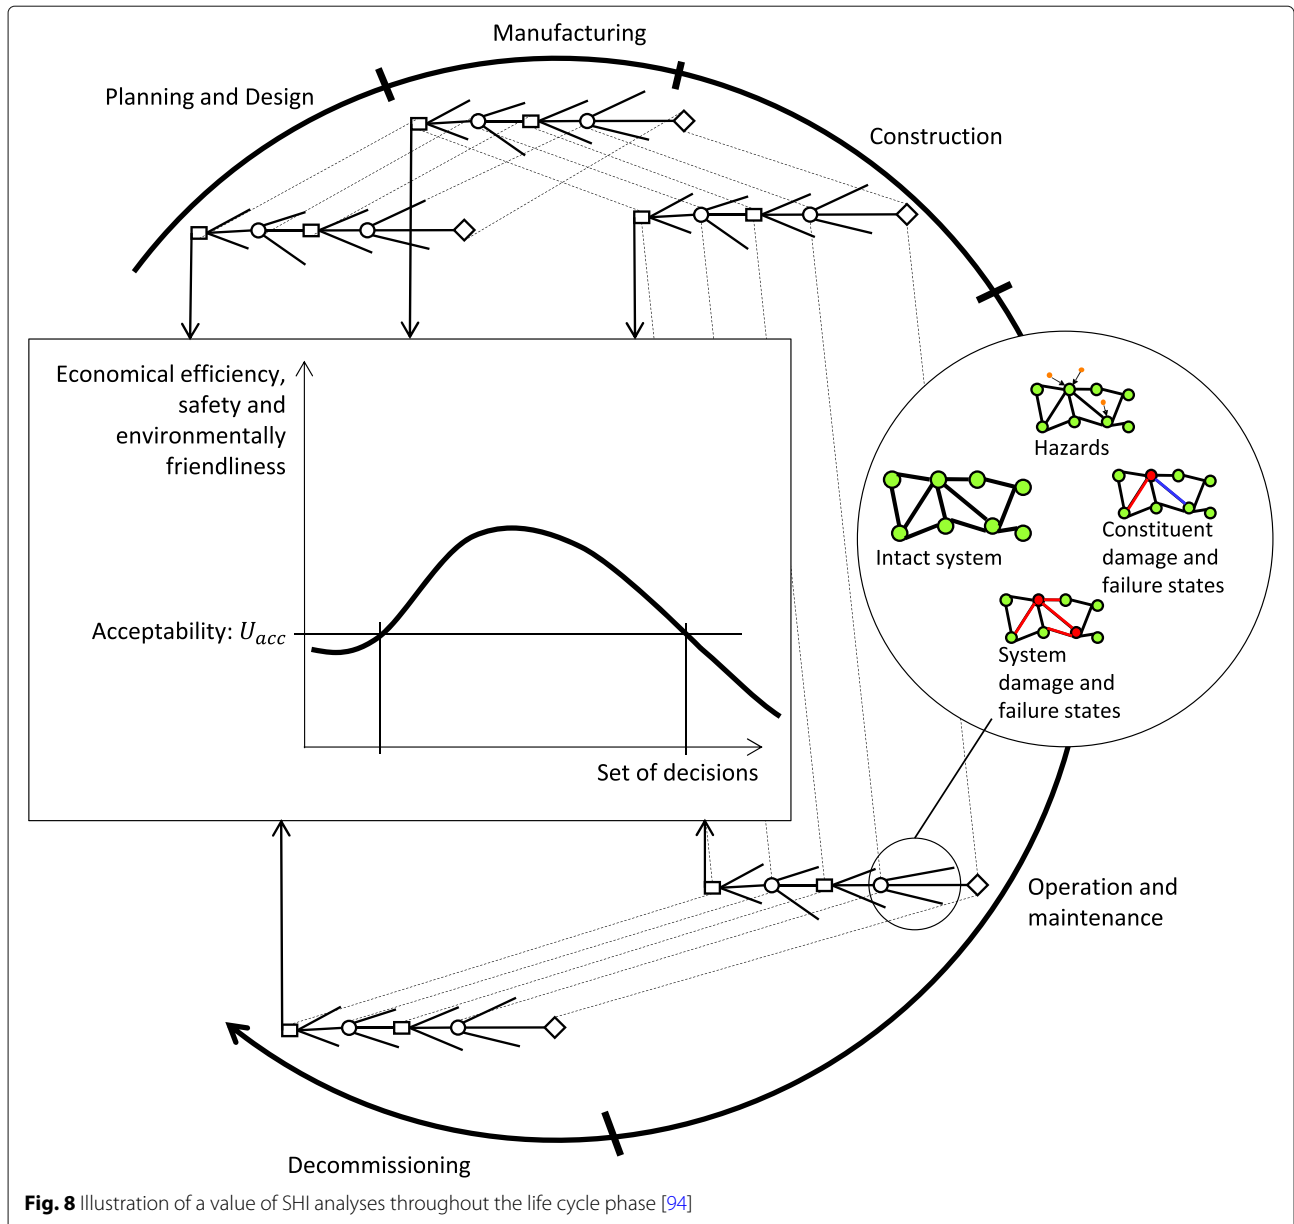 Manufacturing
Planning and Design
Construction
Economical efficiency,
safety and
environmentally
friendliness
Acceptability: U_acc
Set of decisions
Hazards
Intact system
Constituent
damage and
failure states
System
damage and
failure states
Operation and
maintenance
Decommissioning
Fig. 8 Illustration of a value of SHI analyses throughout the life cycle phase [94]